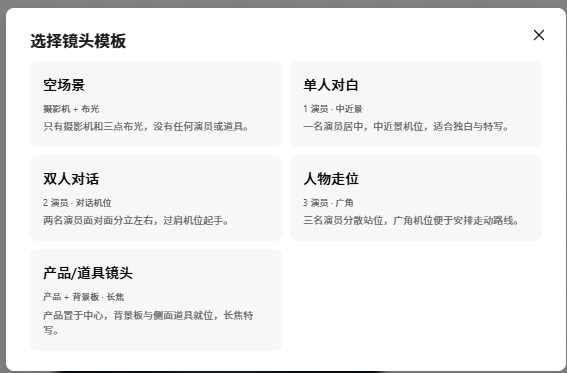 选择镜头模板
空场景
摄影机 + 布光
只有摄影机和三点布光，没有任何演员或道具。
单人对白
1 演员 · 中近景
一名演员居中，中近景机位，适合独白与特写。
双人对话
2 演员 · 对话机位
两名演员面对面分立左右，过肩机位起手。
人物走位
3 演员 · 广角
三名演员分散站位，广角机位便于安排走动路线。
产品/道具镜头
产品 + 背景板 · 长焦
产品置于中心，背景板与侧面道具就位，长焦特
写。